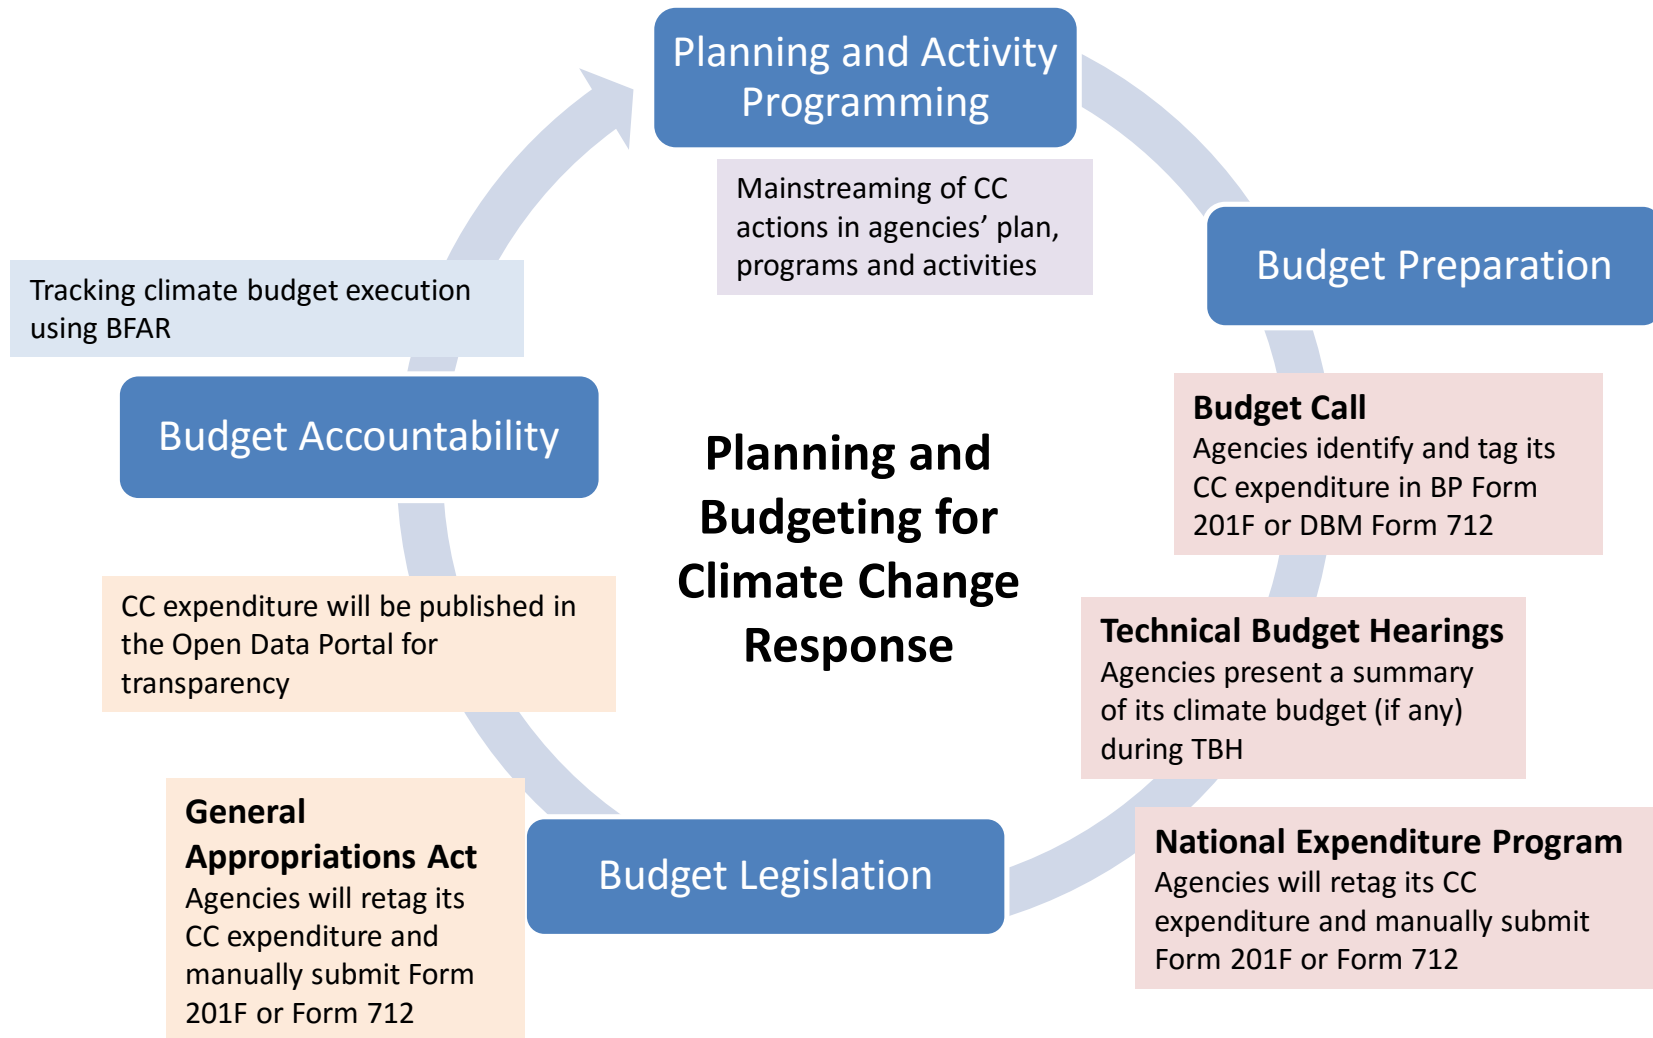 Planning and Activity
Programming
Mainstreaming of CC
actions in agencies’ plan,
programs and activities
Budget Preparation
Budget Call
Agencies identify and tag its
CC expenditure in BP Form
201F or DBM Form 712
Technical Budget Hearings
Agencies present a summary
of its climate budget (if any)
during TBH
National Expenditure Program
Agencies will retag its CC
expenditure and manually submit
Form 201F or Form 712
Budget Legislation
General
Appropriations Act
Agencies will retag its
CC expenditure and
manually submit Form
201F or Form 712
CC expenditure will be published in
the Open Data Portal for
transparency
Budget Accountability
Tracking climate budget execution
using BFAR
Planning and
Budgeting for
Climate Change
Response